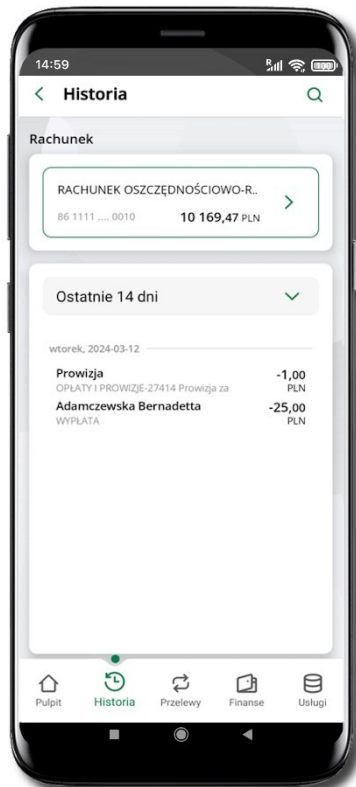 14:59
R
Historia
Rachunek
RACHUNEK OSZCZĘDNOŚCIOWO-R..
86 1111 .... 0010 10 169,47 PLN
Ostatnie 14 dni
wtorek, 2024-03-12
Prowizja -1,00
OPŁATY I PROWIZJE-27414 Prowizja za PLN
Adamczewska Bernadetta -25,00
WYPŁATA PLN
Pulpit Historia Przelewy Finanse Usługi